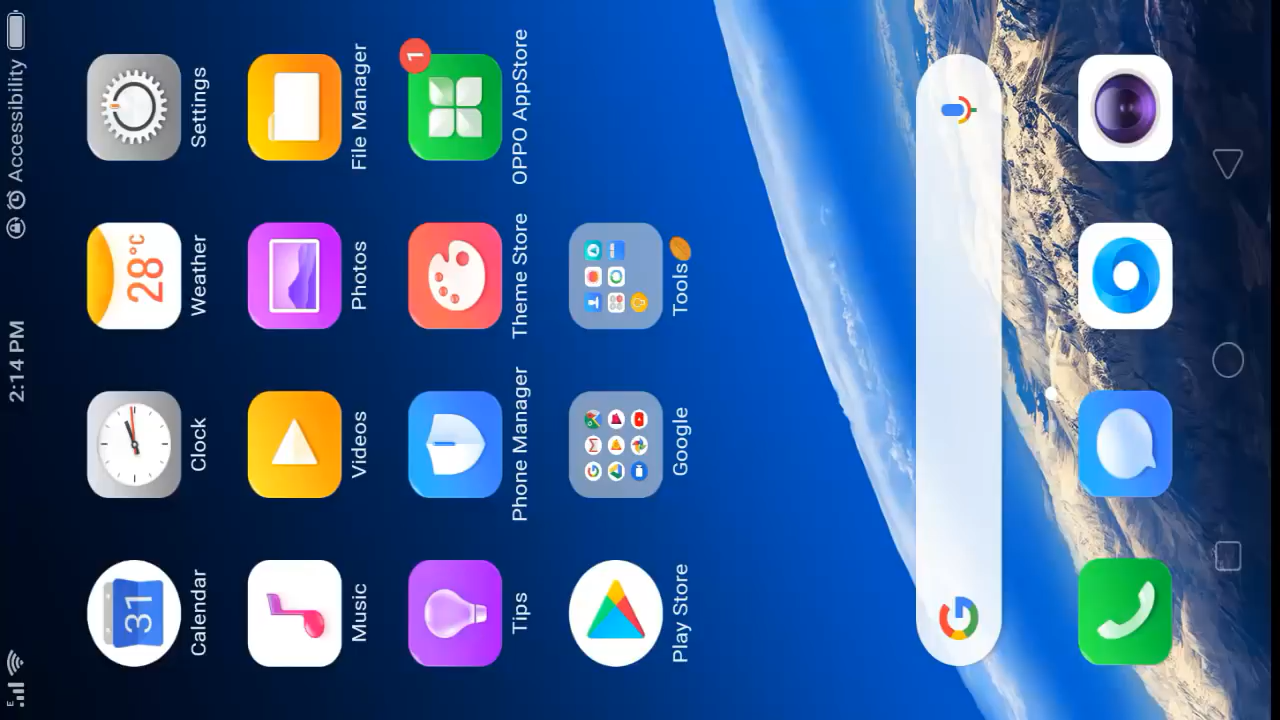 E 2:14 PM Accessibility
31 28°C
Calendar Clock Weather Settings
Music Videos Photos File Manager
1
Tips Phone Manager Theme Store OPPO AppStore
Play Store Google Tools